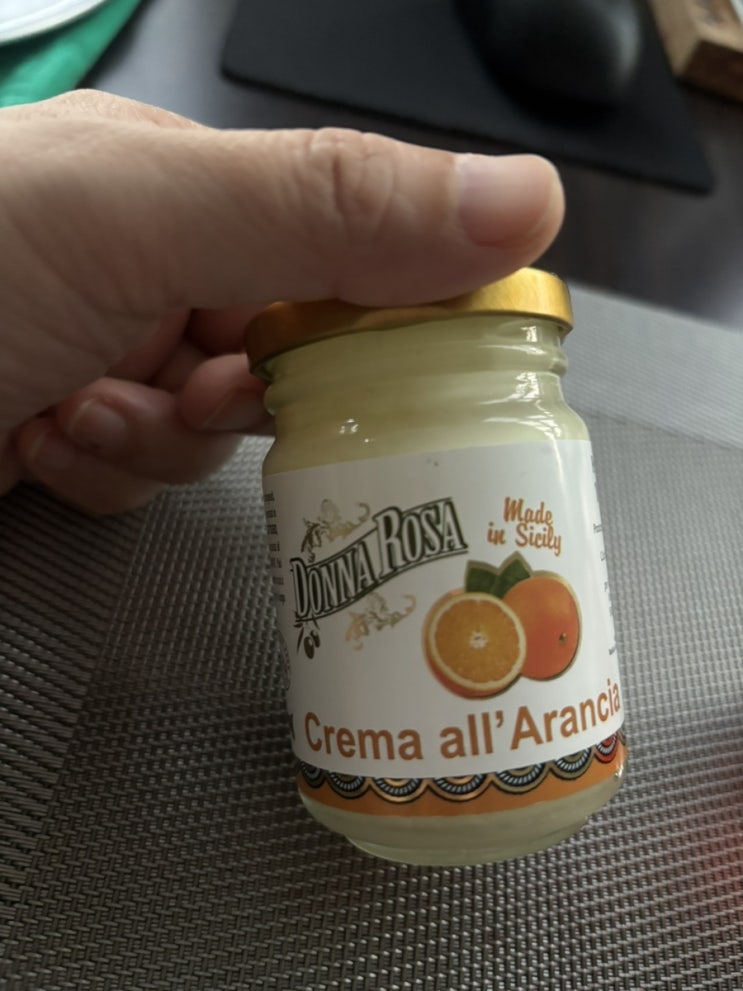 DONNA ROSA
Made
in Sicily
Crema all'Arancia